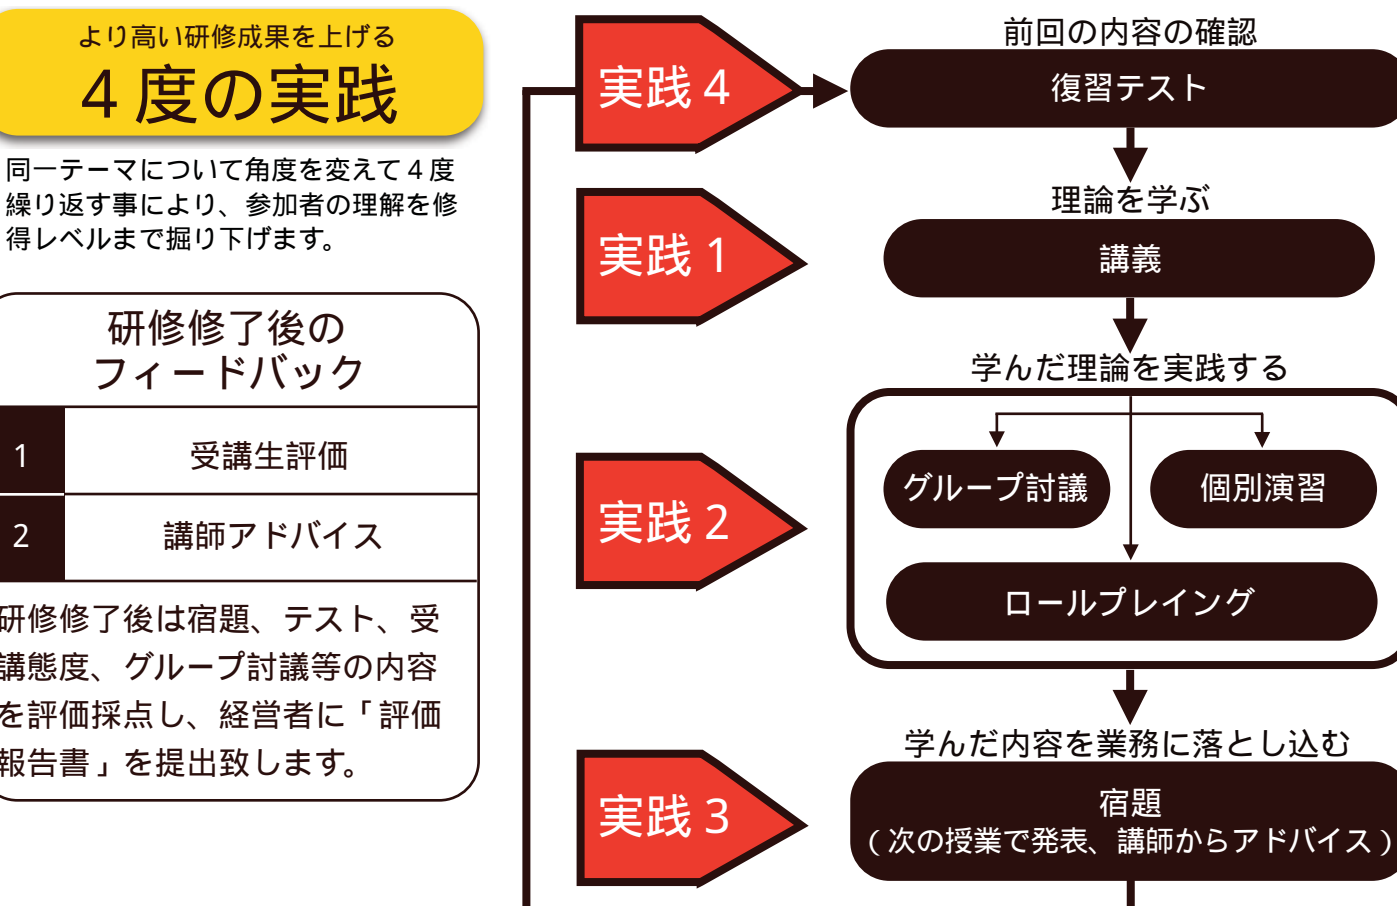 より高い研修成果を上げる
4度の実践
同一テーマについて角度を変えて4度
繰り返す事により、参加者の理解を修
得レベルまで掘り下げます。
研修修了後の
フィードバック
1 受講生評価
2 講師アドバイス
研修修了後は宿題、テスト、受
講態度、グループ討議等の内容
を評価採点し、経営者に「評価
報告書」を提出致します。
前回の内容の確認
実践4
復習テスト
理論を学ぶ
実践1
講義
学んだ理論を実践する
実践2
グループ討議
個別演習
ロールプレイング
学んだ内容を業務に落とし込む
実践3
宿題
(次の授業で発表、講師からアドバイス)